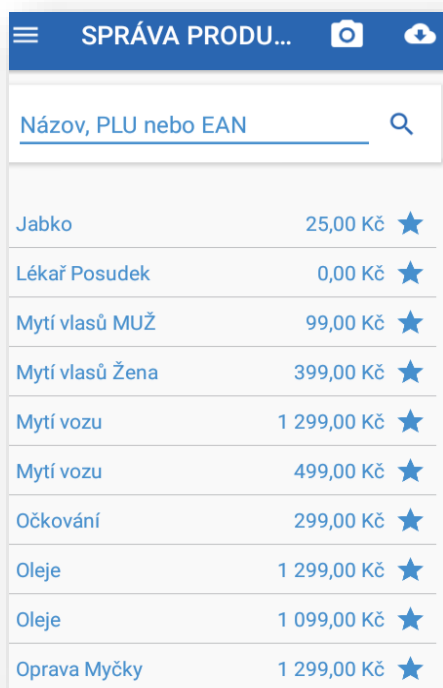 SPRÁVA PRODU...
Názov, PLU nebo EAN
Jabko 25,00 Kč
Lékař Posudek 0,00 Kč
Mytí vlasů MUŽ 99,00 Kč
Mytí vlasů Žena 399,00 Kč
Mytí vozu 1 299,00 Kč
Mytí vozu 499,00 Kč
Očkování 299,00 Kč
Oleje 1 299,00 Kč
Oleje 1 099,00 Kč
Oprava Myčky 1 299,00 Kč